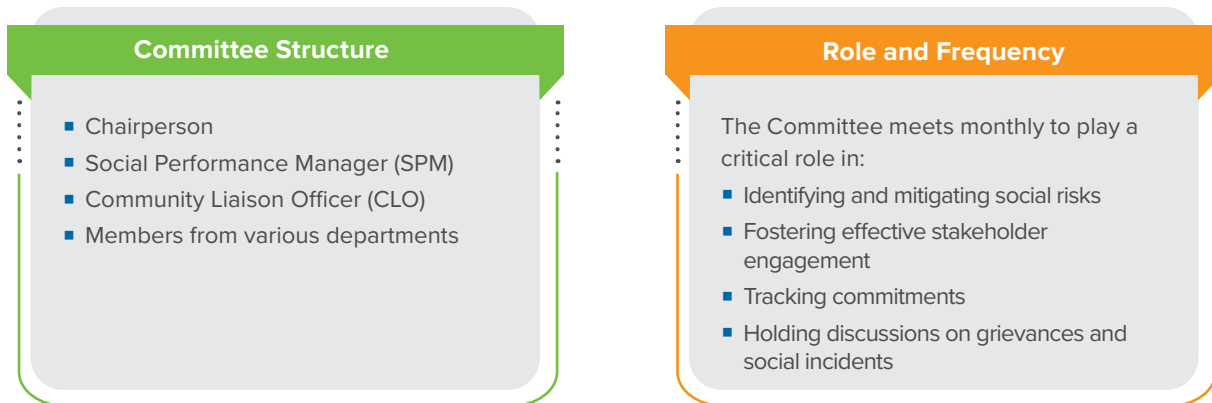 Committee Structure
■ Chairperson
■ Social Performance Manager (SPM)
■ Community Liaison Officer (CLO)
■ Members from various departments
Role and Frequency
The Committee meets monthly to play a
critical role in:
■ Identifying and mitigating social risks
■ Fostering effective stakeholder
engagement
■ Tracking commitments
■ Holding discussions on grievances and
social incidents